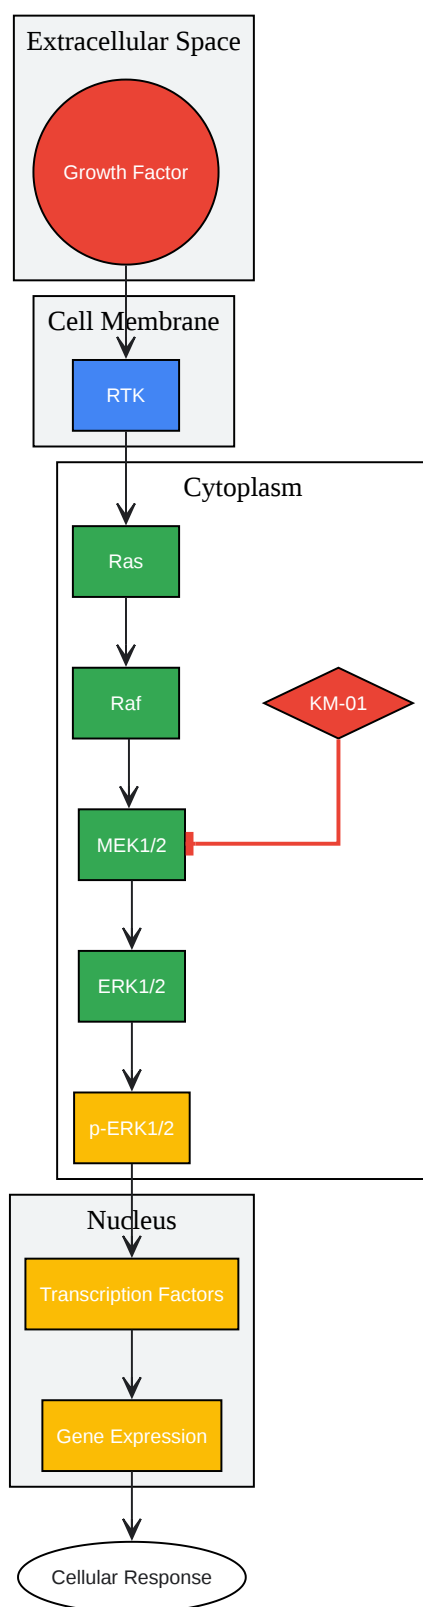 Extracellular Space
Growth Factor
Cell Membrane
RTK
Cytoplasm
Ras
Raf
KM-01
MEK1/2
ERK1/2
p-ERK1/2
Nucleus
Transcription Factors
Gene Expression
Cellular Response